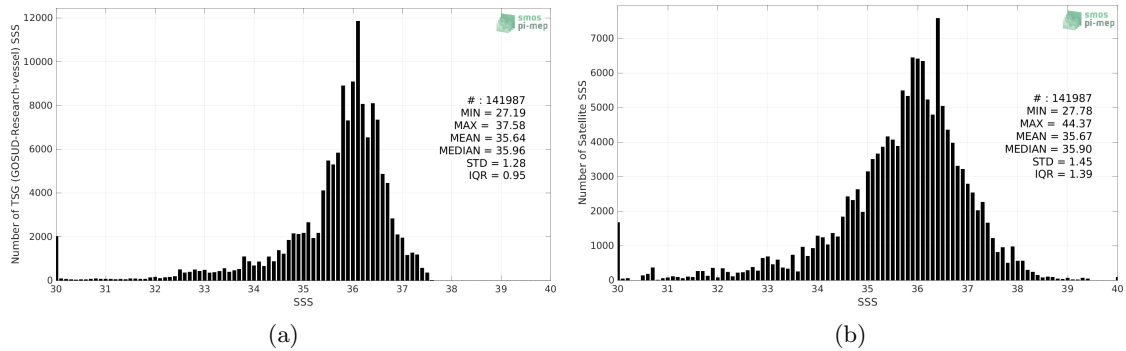 12000
10000
8000
6000
4000
2000
0
Number of TSG (GOSUD-Research-vessel) SSS
smos
pi-mep
# : 141987
MIN = 27.19
MAX = 37.58
MEAN = 35.64
MEDIAN = 35.96
STD = 1.28
IQR = 0.95
30 31 32 33 34 35 36 37 38 39 40
SSS
(a)
7000
6000
5000
4000
3000
2000
1000
0
Number of Satellite SSS
smos
pi-mep
# : 141987
MIN = 27.78
MAX = 44.37
MEAN = 35.67
MEDIAN = 35.90
STD = 1.45
IQR = 1.39
30 31 32 33 34 35 36 37 38 39 40
SSS
(b)